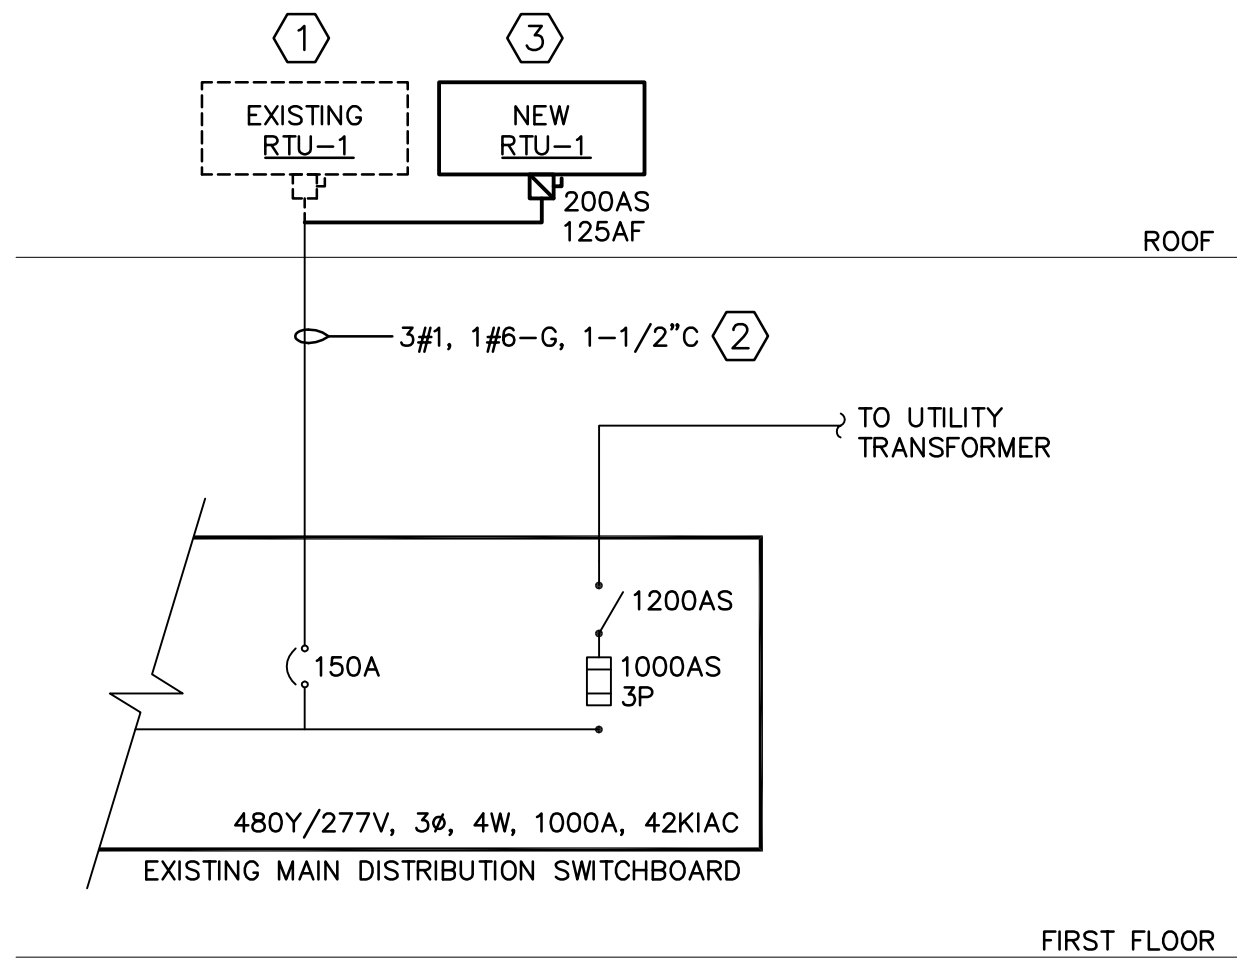 1
3
EXISTING
RTU-1
NEW
RTU-1
200AS
125AF
ROOF
3#1, 1#6-G, 1-1/2"C
2
TO UTILITY
TRANSFORMER
1200AS
150A
1000AS
3P
480Y/277V, 3ø, 4W, 1000A, 42KIAC
EXISTING MAIN DISTRIBUTION SWITCHBOARD
FIRST FLOOR